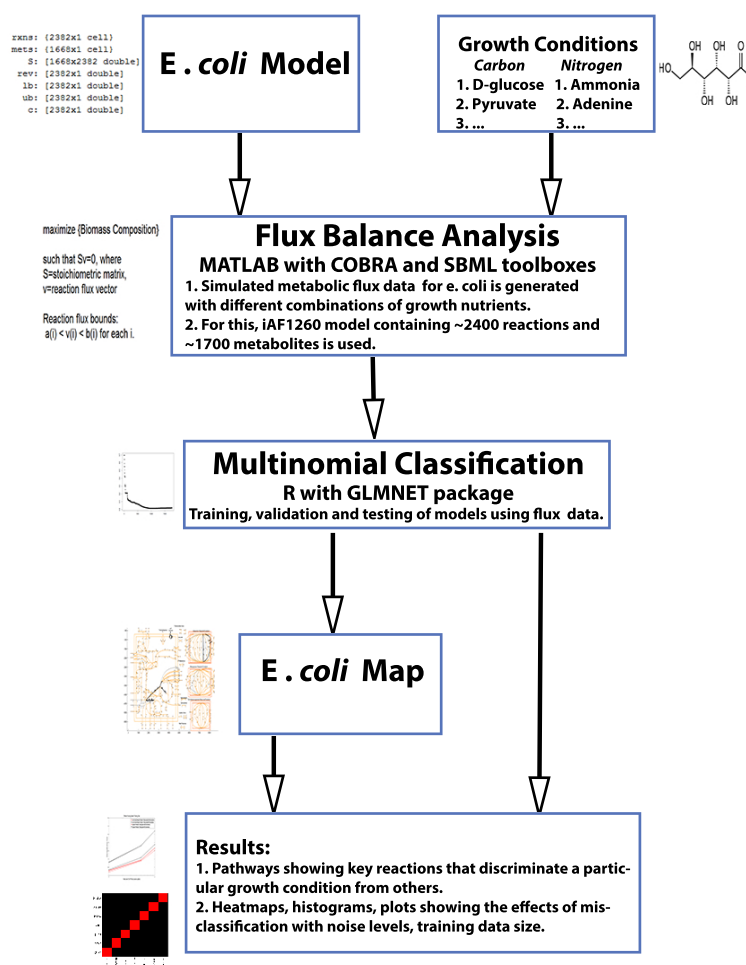 rxns: {2382x1 cell}
mets: {1668x1 cell}
S: [1668x2382 double]
rev: [2382x1 double]
lb: [2382x1 double]
ub: [2382x1 double]
c: [2382x1 double]
E . coli Model
Growth Conditions
Carbon Nitrogen
1. D-glucose 1. Ammonia
2. Pyruvate 2. Adenine
3. ... 3. ...
OH OH O
HO
OH OH
maximize {Biomass Composition}
such that Sv=0, where
S=stoichiometric matrix,
v=reaction flux vector
Reaction flux bounds:
a(i) < v(i) < b(i) for each i.
Flux Balance Analysis
MATLAB with COBRA and SBML toolboxes
1. Simulated metabolic flux data for e. coli is generated
with different combinations of growth nutrients.
2. For this, iAF1260 model containing ~2400 reactions and
~1700 metabolites is used.
Multinomial Classification
R with GLMNET package
Training, validation and testing of models using flux data.
E . coli Map
Results:
1. Pathways showing key reactions that discriminate a partic-
ular growth condition from others.
2. Heatmaps, histograms, plots showing the effects of mis-
classification with noise levels, training data size.